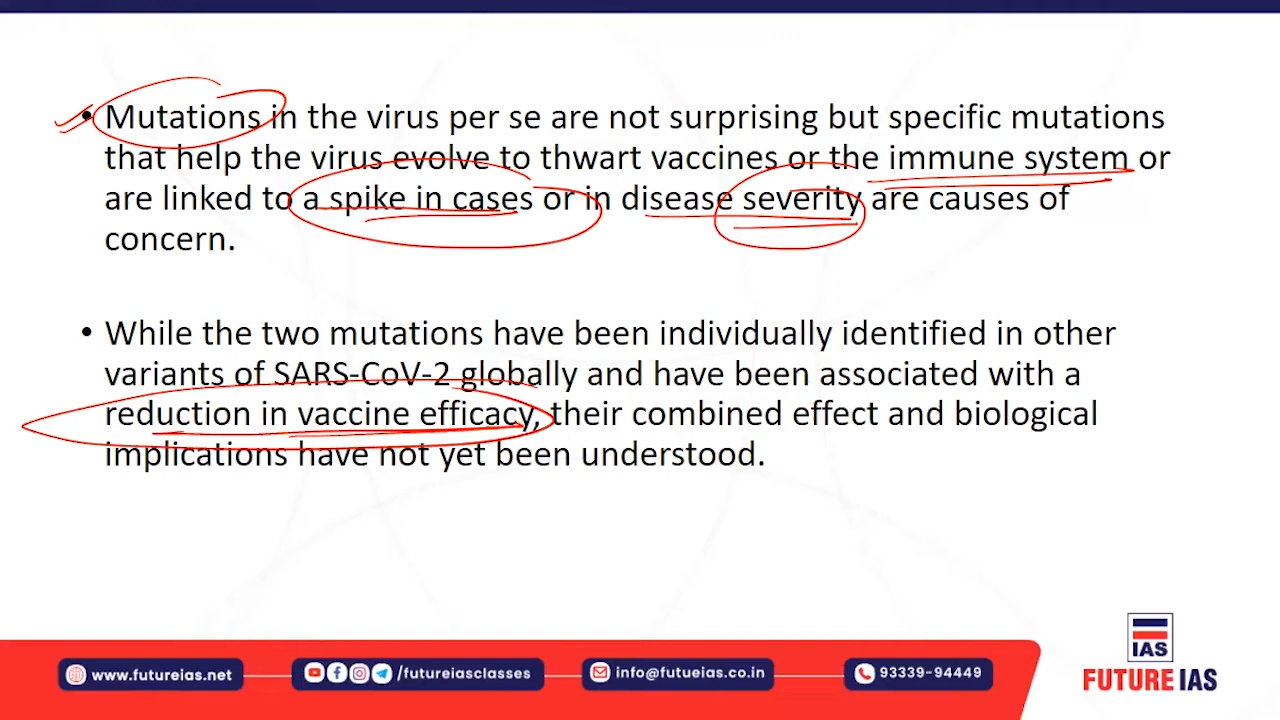 • Mutations in the virus per se are not surprising but specific mutations
that help the virus evolve to thwart vaccines or the immune system or
are linked to a spike in cases or in disease severity are causes of
concern.
• While the two mutations have been individually identified in other
variants of SARS-CoV-2 globally and have been associated with a
reduction in vaccine efficacy, their combined effect and biological
implications have not yet been understood.
www.futureias.net
/futureiasclasses
info@futueias.co.in
93339-94449
IAS
FUTURE IAS